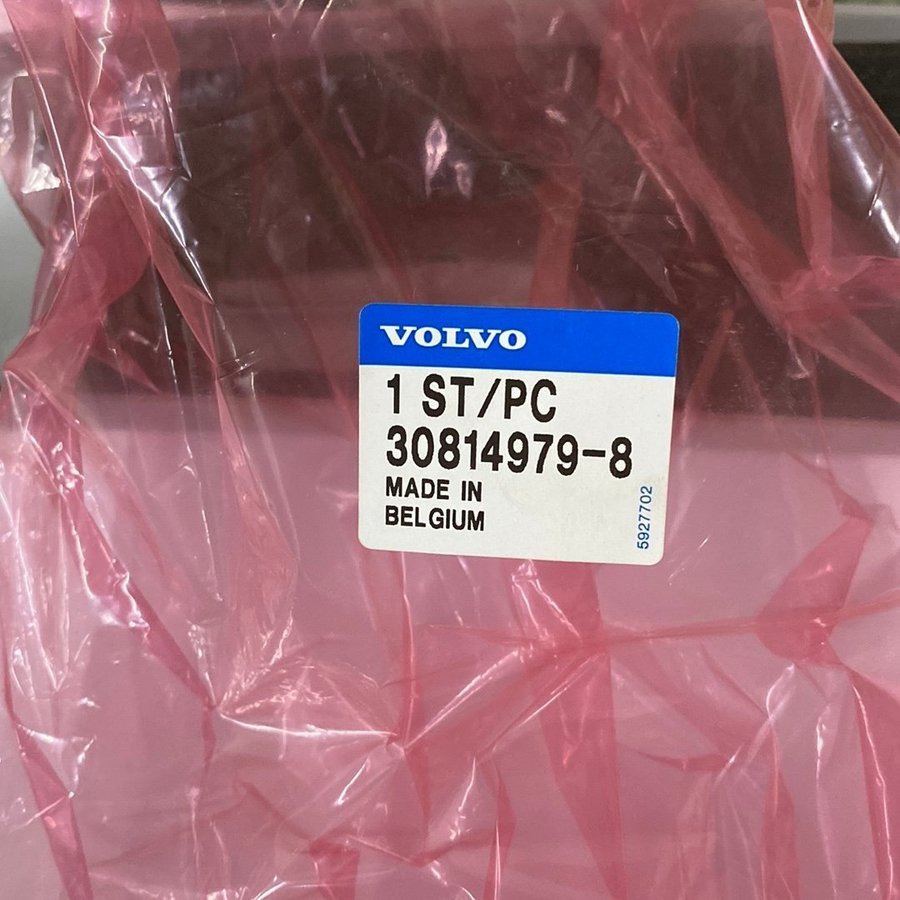 VOLVO
1 ST/PC
30814979-8
MADE IN
BELGIUM
5927702